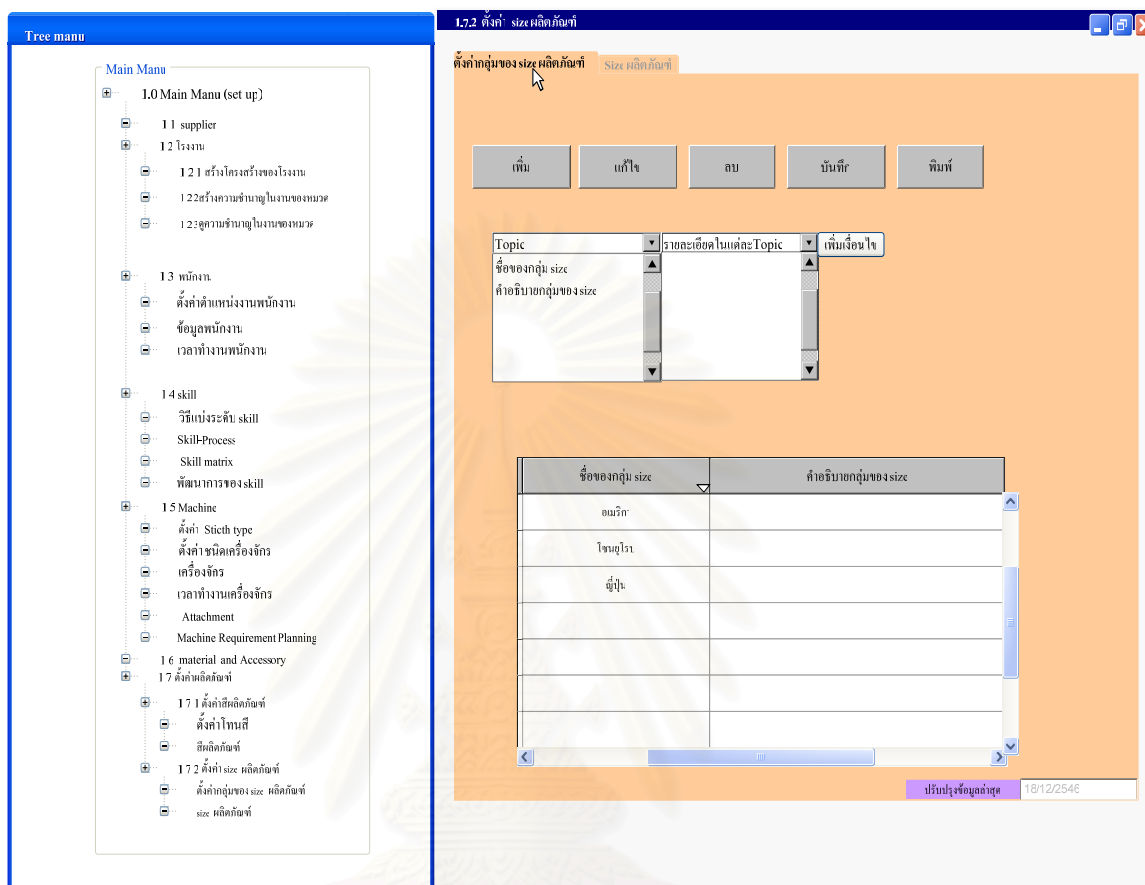 Tree manu
Main Manu
1.0 Main Manu (set up)
1 1 supplier
1 2 โรงงาน
1 2 1 สร้างโครงสร้างของโรงงาน
1 2 2สร้างความชำนาญในงานของหมวด
1 2 3ดูความชำนาญในงานของหมวด
1 3 พนักงาน
ตั้งค่าตำแหน่งงานพนักงาน
ข้อมูลพนักงาน
เวลาทำงานพนักงาน
1 4 skill
วิธีแบ่งระดับ skill
Skill-Process
Skill matrix
พัฒนาการของ skill
1 5 Machine
ตั้งค่า Sticth type
ตั้งค่าชนิดเครื่องจักร
เครื่องจักร
เวลาทำงานเครื่องจักร
Attachment
Machine Requirement Planning
1 6 material and Accessory
1 7 ตั้งค่าผลิตภัณฑ์
1 7 1 ตั้งค่าสีผลิตภัณฑ์
ตั้งค่าโทนสี
สีผลิตภัณฑ์
1 7 2 ตั้งค่า size ผลิตภัณฑ์
ตั้งค่ากลุ่มของ size ผลิตภัณฑ์
size ผลิตภัณฑ์
1.7.2 ตั้งค่า size ผลิตภัณฑ์
ตั้งค่ากลุ่มของ size ผลิตภัณฑ์ Size ผลิตภัณฑ์
เพิ่ม แก้ไข ลบ บันทึก พิมพ์
Topic รายละเอียดในแต่ละTopic เพิ่มเงื่อนไข
ชื่อของกลุ่ม size
คำอธิบายกลุ่มของ size
ชื่อของกลุ่ม size คำอธิบายกลุ่มของ size
อเมริกา
โซนยุโรป
ญี่ปุ่น
ปรับปรุงข้อมูลล่าสุด 18/12/2546